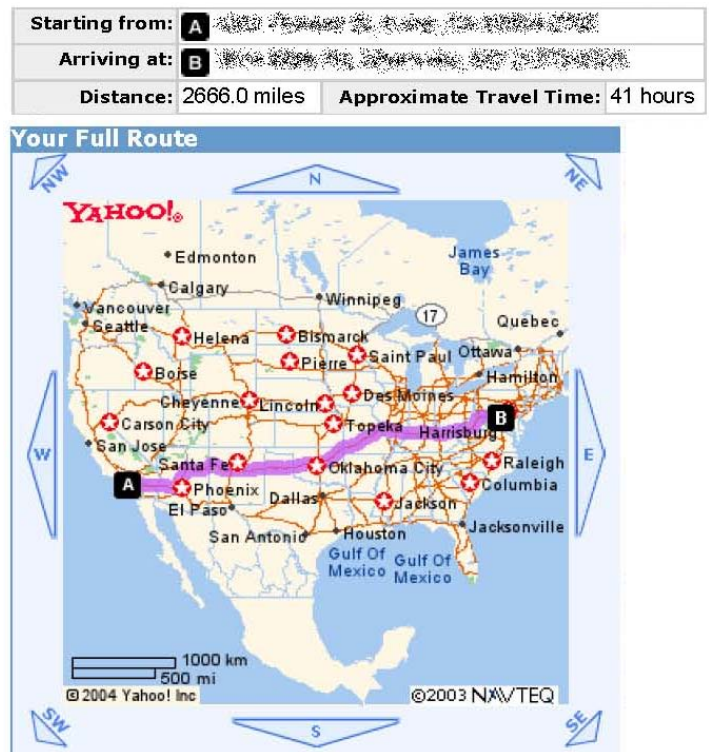 Starting from: A
Arriving at: B
Distance: 2666.0 miles Approximate Travel Time: 41 hours
Your Full Route
NW N NE
YAHOO!
Edmonton
James
Bay
Calgary
Winnipeg
Vancouver
17
Seattle
Quebec
Helena
Bismarck
Pierre
Saint Paul
Ottawa
Boise
Hamilton
Cheyenne
Lincoln
Des Moines
Carson City
Topeka
Harrisburg
B
San Jose
W
E
Santa Fe
Oklahoma City
Raleigh
A
Phoenix
Columbia
El Paso
Dallas
Jackson
San Antonio
Houston
Jacksonville
Gulf Of
Mexico
Gulf Of
Mexico
1000 km
500 mi
© 2004 Yahoo! Inc ©2003 NAVTEQ
SW S SE